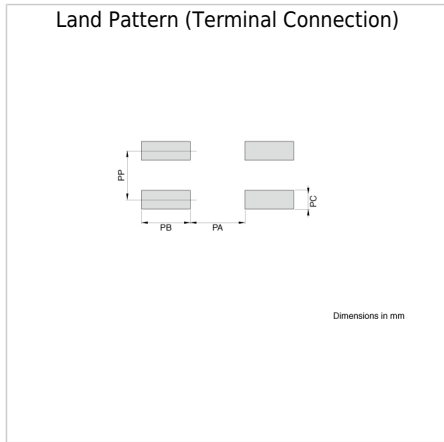 Land Pattern (Terminal Connection)
PP
PC
PB
PA
Dimensions in mm